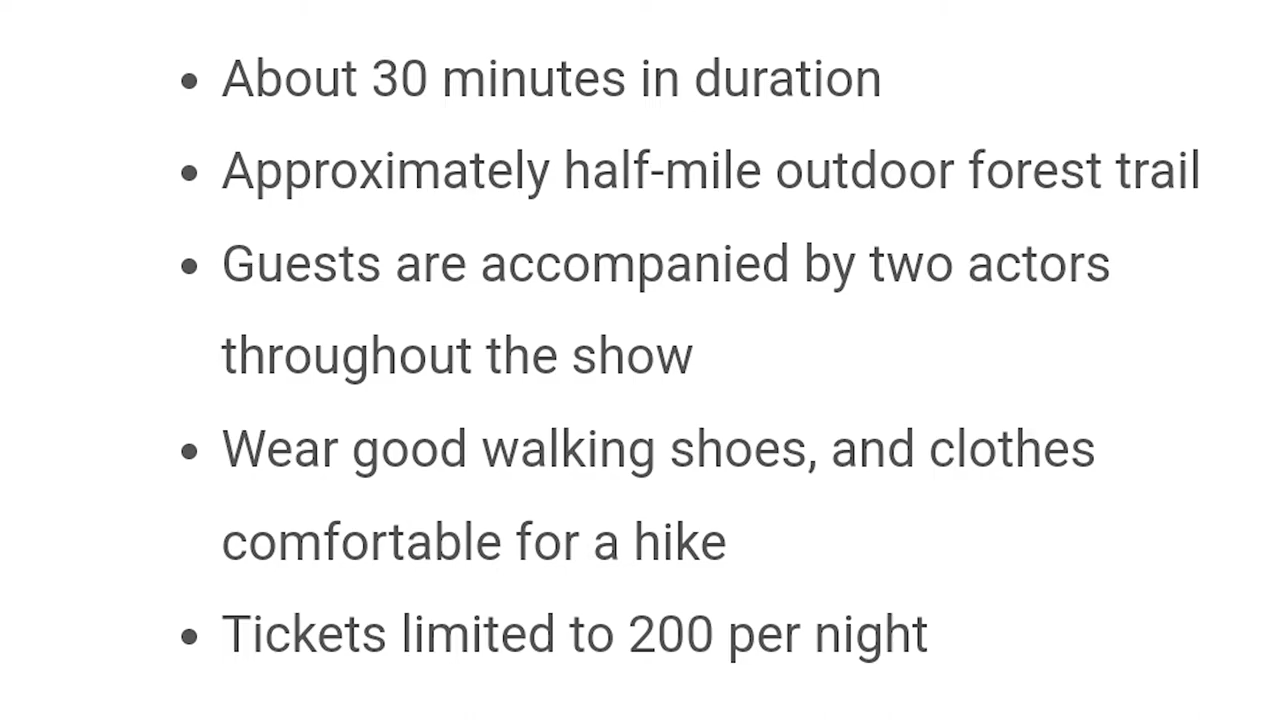 • About 30 minutes in duration
• Approximately half-mile outdoor forest trail
• Guests are accompanied by two actors
throughout the show
• Wear good walking shoes, and clothes
comfortable for a hike
• Tickets limited to 200 per night